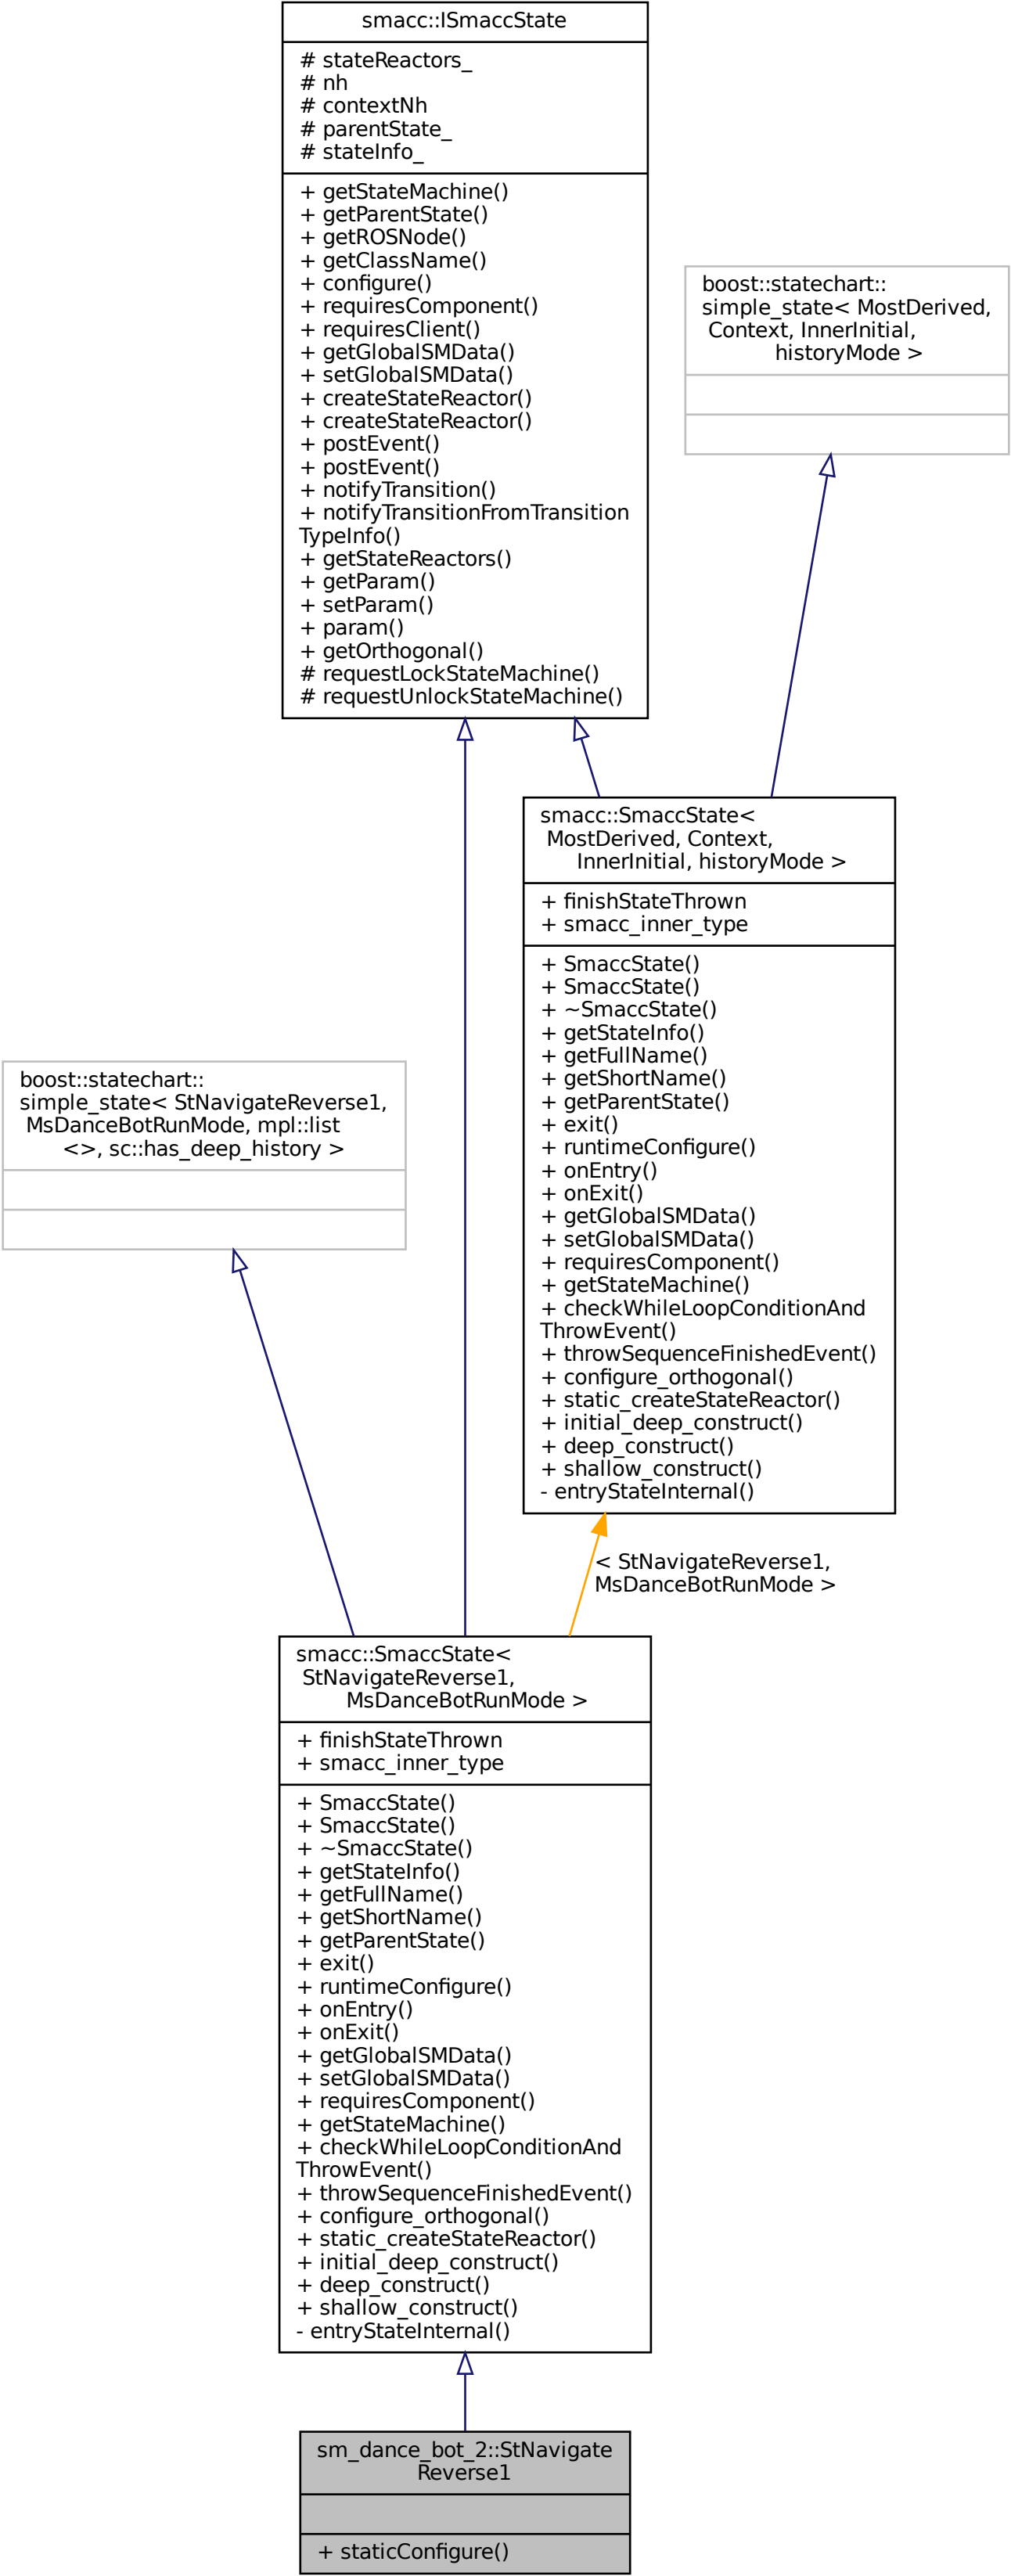 smacc::ISmaccState
# stateReactors_
# nh
# contextNh
# parentState_
# stateInfo_
+ getStateMachine()
+ getParentState()
+ getROSNode()
+ getClassName()
+ configure()
+ requiresComponent()
+ requiresClient()
+ getGlobalSMData()
+ setGlobalSMData()
+ createStateReactor()
+ createStateReactor()
+ postEvent()
+ postEvent()
+ notifyTransition()
+ notifyTransitionFromTransition
TypeInfo()
+ getStateReactors()
+ getParam()
+ setParam()
+ param()
+ getOrthogonal()
# requestLockStateMachine()
# requestUnlockStateMachine()
boost::statechart::
simple_state< MostDerived,
Context, InnerInitial,
historyMode >
smacc::SmaccState<
MostDerived, Context,
InnerInitial, historyMode >
+ finishStateThrown
+ smacc_inner_type
+ SmaccState()
+ SmaccState()
+ ~SmaccState()
+ getStateInfo()
+ getFullName()
+ getShortName()
+ getParentState()
+ exit()
+ runtimeConfigure()
+ onEntry()
+ onExit()
+ getGlobalSMData()
+ setGlobalSMData()
+ requiresComponent()
+ getStateMachine()
+ checkWhileLoopConditionAnd
ThrowEvent()
+ throwSequenceFinishedEvent()
+ configure_orthogonal()
+ static_createStateReactor()
+ initial_deep_construct()
+ deep_construct()
+ shallow_construct()
- entryStateInternal()
boost::statechart::
simple_state< StNavigateReverse1,
MsDanceBotRunMode, mpl::list
<>, sc::has_deep_history >
< StNavigateReverse1,
MsDanceBotRunMode >
smacc::SmaccState<
StNavigateReverse1,
MsDanceBotRunMode >
+ finishStateThrown
+ smacc_inner_type
+ SmaccState()
+ SmaccState()
+ ~SmaccState()
+ getStateInfo()
+ getFullName()
+ getShortName()
+ getParentState()
+ exit()
+ runtimeConfigure()
+ onEntry()
+ onExit()
+ getGlobalSMData()
+ setGlobalSMData()
+ requiresComponent()
+ getStateMachine()
+ checkWhileLoopConditionAnd
ThrowEvent()
+ throwSequenceFinishedEvent()
+ configure_orthogonal()
+ static_createStateReactor()
+ initial_deep_construct()
+ deep_construct()
+ shallow_construct()
- entryStateInternal()
sm_dance_bot_2::StNavigate
Reverse1
+ staticConfigure()